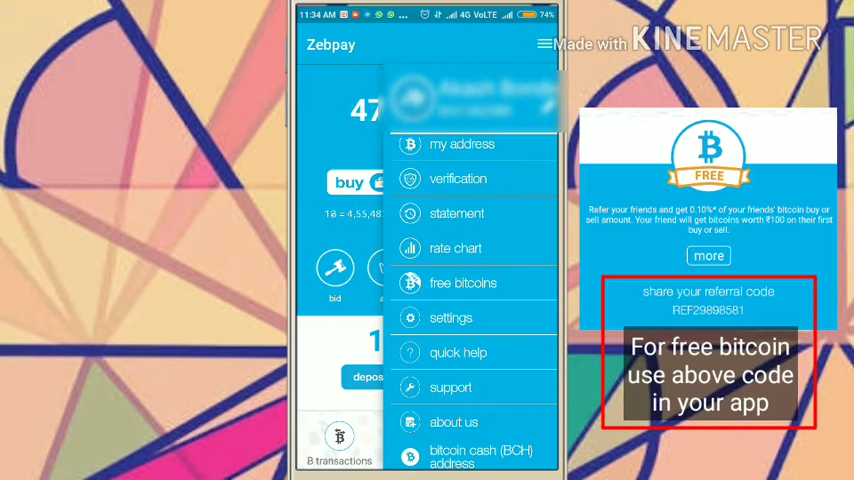 11:34 AM
4G VoLTE
74%
Zebpay
Made with KINEMASTER
47
my address
buy
verification
statement
rate chart
free bitcoins
bid
settings
quick help
depos
support
about us
bitcoin cash (BCH)
address
B transactions
FREE
Refer your friends and get 0.10%* of your friends' bitcoin buy or
sell amount. Your friend will get bitcoins worth ₹100 on their first
buy or sell.
more
share your referral code
REF29898581
For free bitcoin
use above code
in your app